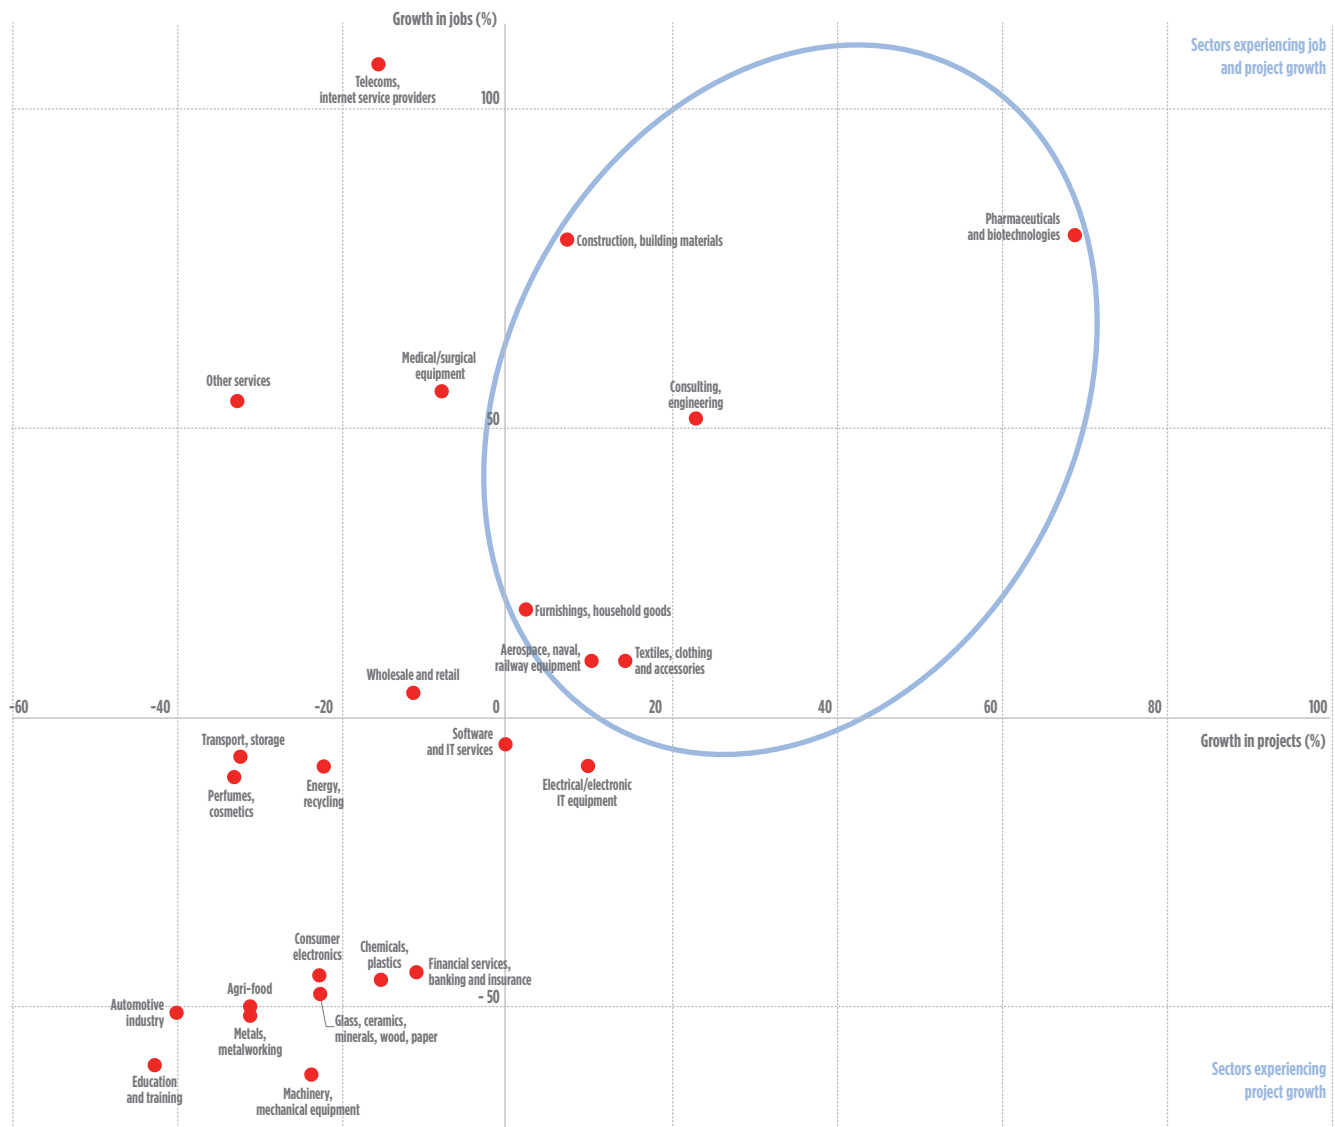 Growth in jobs (%)
Sectors experiencing job
and project growth
Telecoms,
internet service providers
100
Pharmaceuticals
and biotechnologies
Construction, building materials
Medical/surgical
equipment
Other services
Consulting,
engineering
50
Furnishings, household goods
Aerospace, naval,
railway equipment
Textiles, clothing
and accessories
Wholesale and retail
-60
-40
-20
0
20
40
60
80
100
Software
and IT services
Growth in projects (%)
Transport, storage
Perfumes,
cosmetics
Energy,
recycling
Electrical/electronic
IT equipment
Consumer
electronics
Chemicals,
plastics
Financial services,
banking and insurance
Agri-food
- 50
Automotive
industry
Glass, ceramics,
minerals, wood, paper
Metals,
metalworking
Education
and training
Machinery,
mechanical equipment
Sectors experiencing
project growth